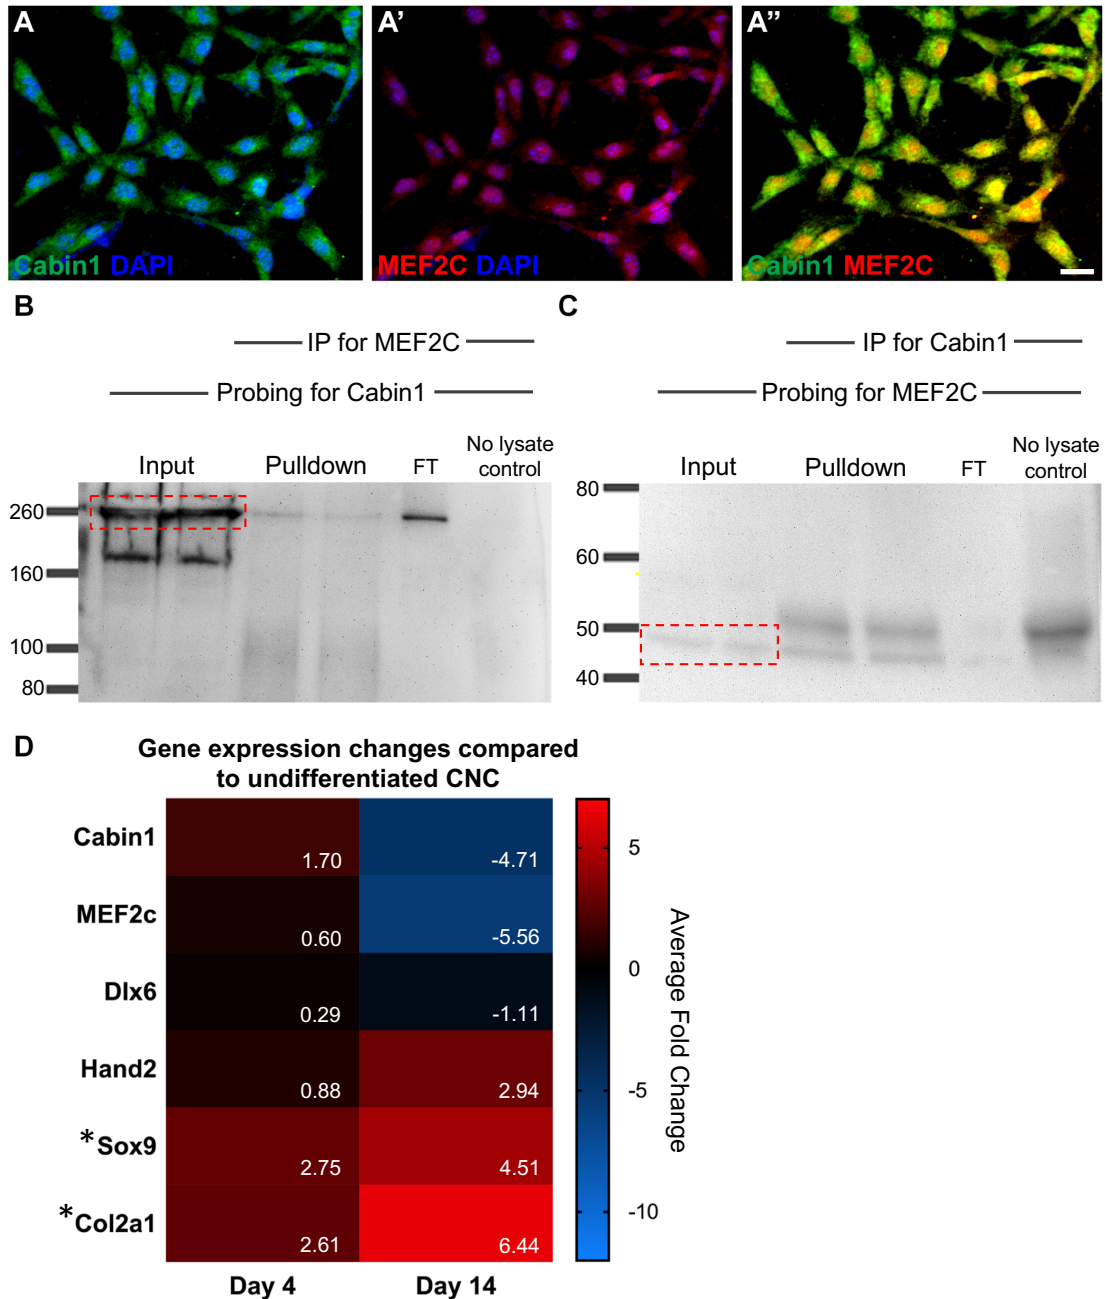 A
Cabin1 DAPI
A'
MEF2C DAPI
A''
Cabin1 MEF2C
B
IP for MEF2C
Probing for Cabin1
Input
Pulldown
FT
No lysate
control
260
160
100
80
C
IP for Cabin1
Probing for MEF2C
Input
Pulldown
FT
No lysate
control
80
60
50
40
D
Gene expression changes compared
to undifferentiated CNC
Cabin1 1.70 -4.71
MEF2c 0.60 -5.56
Dlx6 0.29 -1.11
Hand2 0.88 2.94
*Sox9 2.75 4.51
*Col2a1 2.61 6.44
Day 4 Day 14
5
0
-5
-10
Average Fold Change